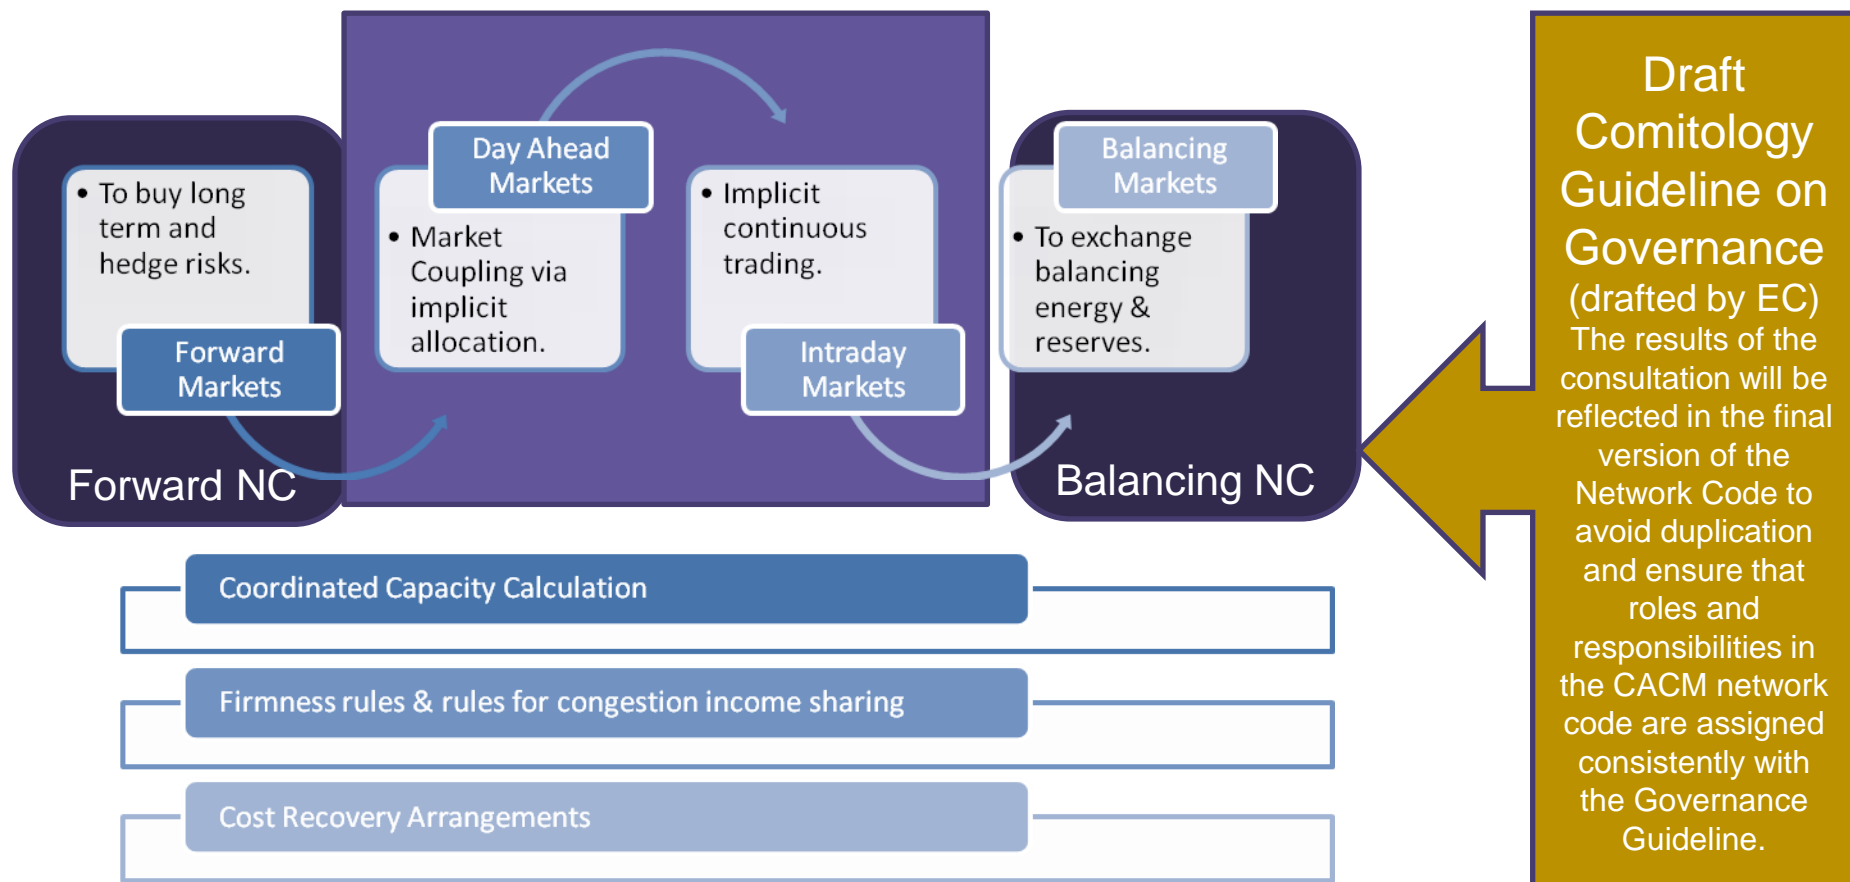 • To buy long
term and
hedge risks.
Forward
Markets
Forward NC
Day Ahead
Markets
• Market
Coupling via
implicit
allocation.
• Implicit
continuous
trading.
Intraday
Markets
Balancing
Markets
• To exchange
balancing
energy &
reserves.
Balancing NC
Coordinated Capacity Calculation
Firmness rules & rules for congestion income sharing
Cost Recovery Arrangements
Draft
Comitology
Guideline on
Governance
(drafted by EC)
The results of the
consultation will be
reflected in the final
version of the
Network Code to
avoid duplication
and ensure that
roles and
responsibilities in
the CACM network
code are assigned
consistently with
the Governance
Guideline.